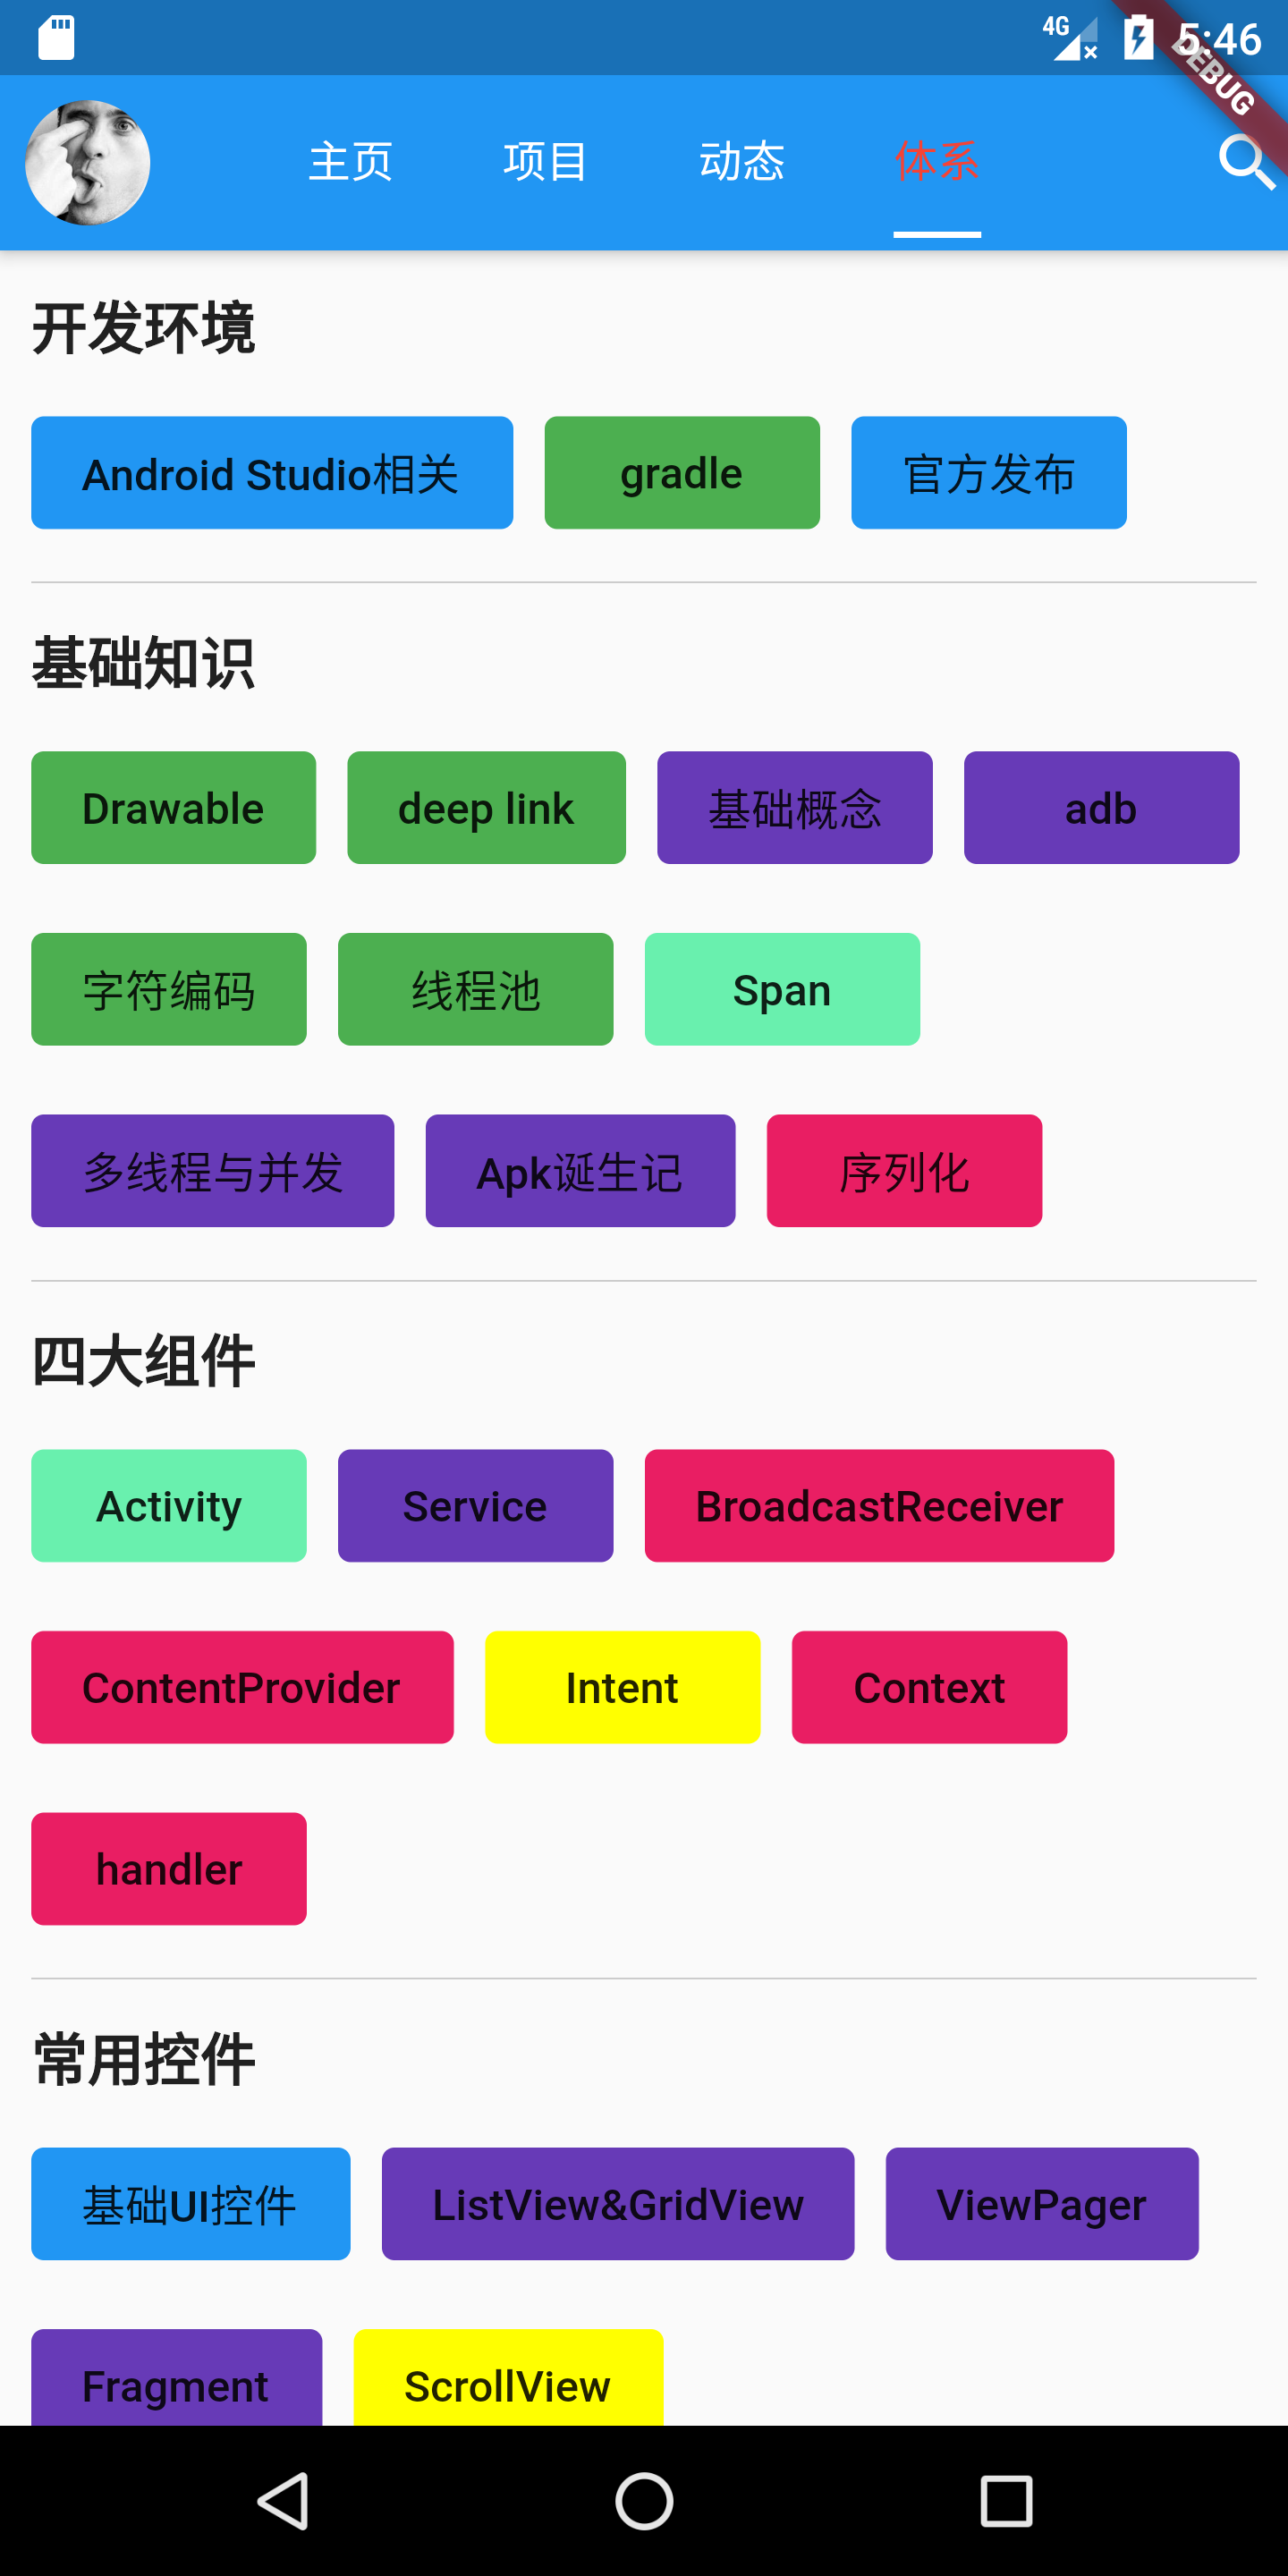 4G 5:46
DEBUG
主页 项目 动态 体系
开发环境
Android Studio相关 gradle 官方发布
基础知识
Drawable deep link 基础概念 adb
字符编码 线程池 Span
多线程与并发 Apk诞生记 序列化
四大组件
Activity Service BroadcastReceiver
ContentProvider Intent Context
handler
常用控件
基础UI控件 ListView&GridView ViewPager
Fragment ScrollView